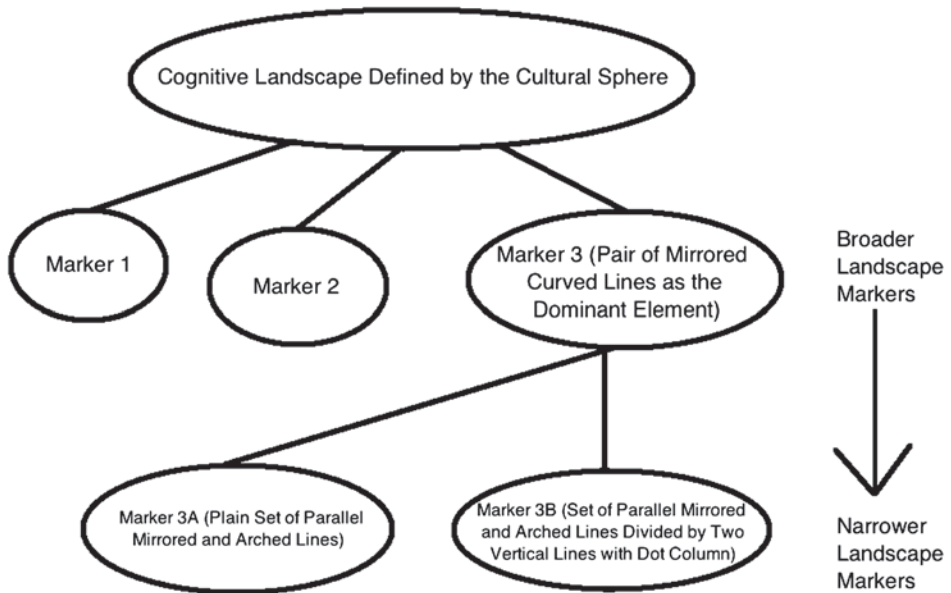 Cognitive Landscape Defined by the Cultural Sphere
Marker 1
Marker 2
Marker 3 (Pair of Mirrored
Curved Lines as the
Dominant Element)
Broader
Landscape
Markers
Marker 3A (Plain Set of Parallel
Mirrored and Arched Lines)
Marker 3B (Set of Parallel Mirrored
and Arched Lines Divided by Two
Vertical Lines with Dot Column)
Narrower
Landscape
Markers